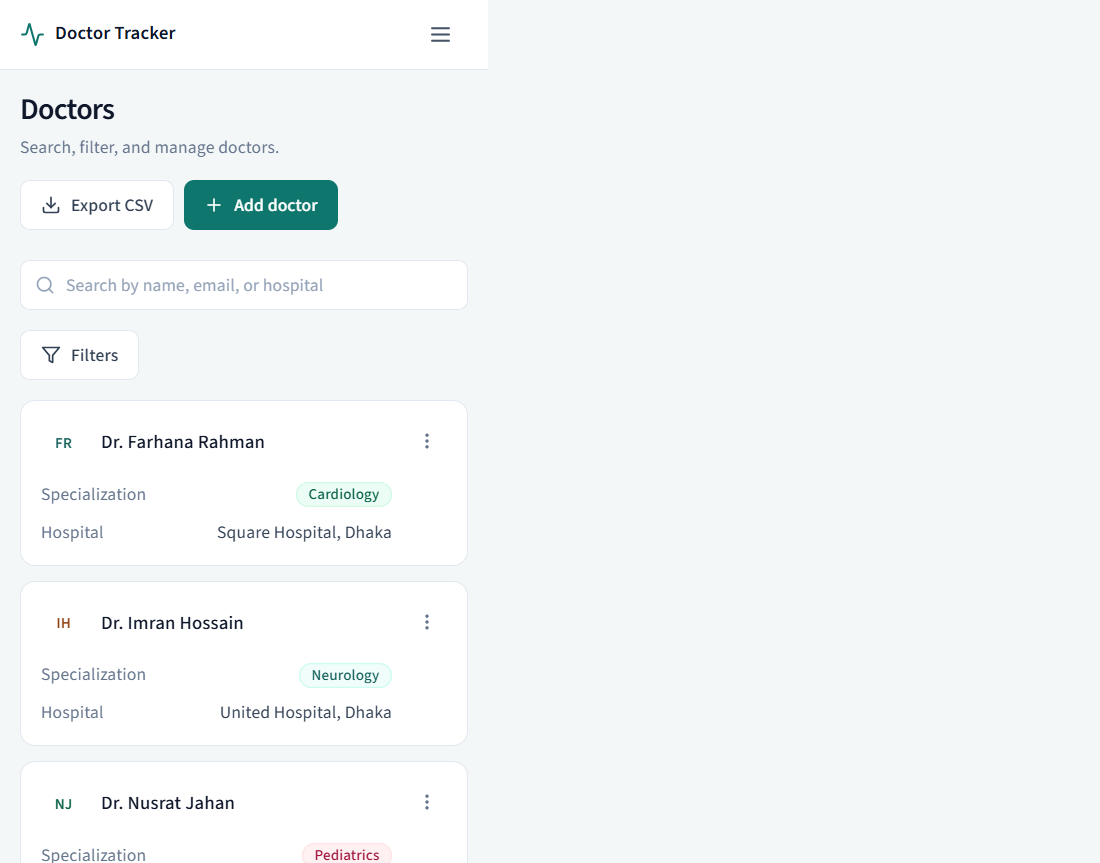 Doctor Tracker
Doctors
Search, filter, and manage doctors.
Export CSV
Add doctor
Search by name, email, or hospital
Filters
FR Dr. Farhana Rahman
Specialization Cardiology
Hospital Square Hospital, Dhaka
IH Dr. Imran Hossain
Specialization Neurology
Hospital United Hospital, Dhaka
NJ Dr. Nusrat Jahan
Specialization Pediatrics